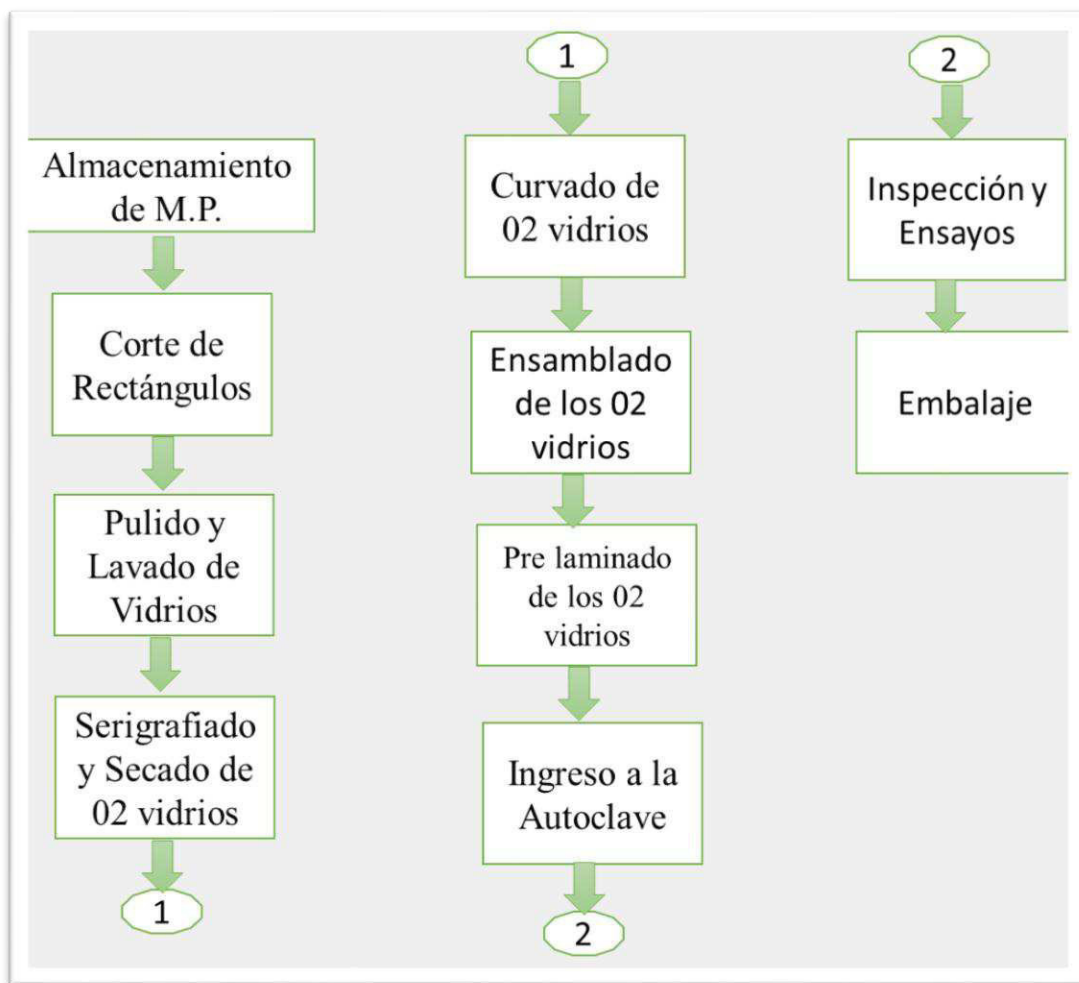 Almacenamiento
de M.P.
Corte de
Rectángulos
Pulido y
Lavado de
Vidrios
Serigrafiado
y Secado de
02 vidrios
1
1
Curvado de
02 vidrios
Ensamblado
de los 02
vidrios
Pre laminado
de los 02
vidrios
Ingreso a la
Autoclave
2
2
Inspección y
Ensayos
Embalaje